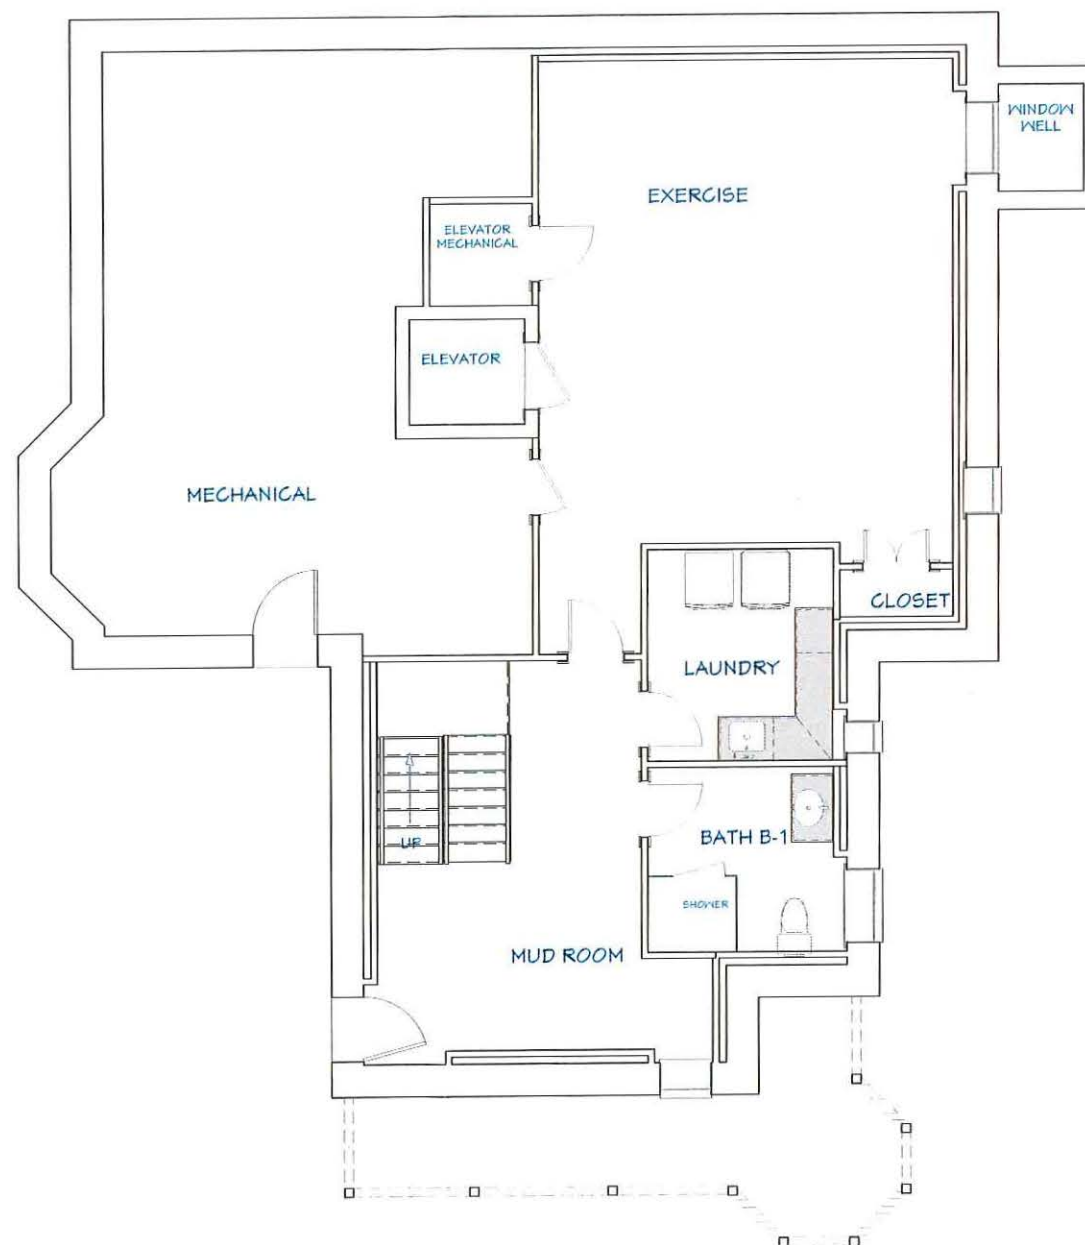 WINDOW
WELL
EXERCISE
ELEVATOR
MECHANICAL
ELEVATOR
MECHANICAL
CLOSET
LAUNDRY
UP
BATH B-1
SHOWER
MUD ROOM